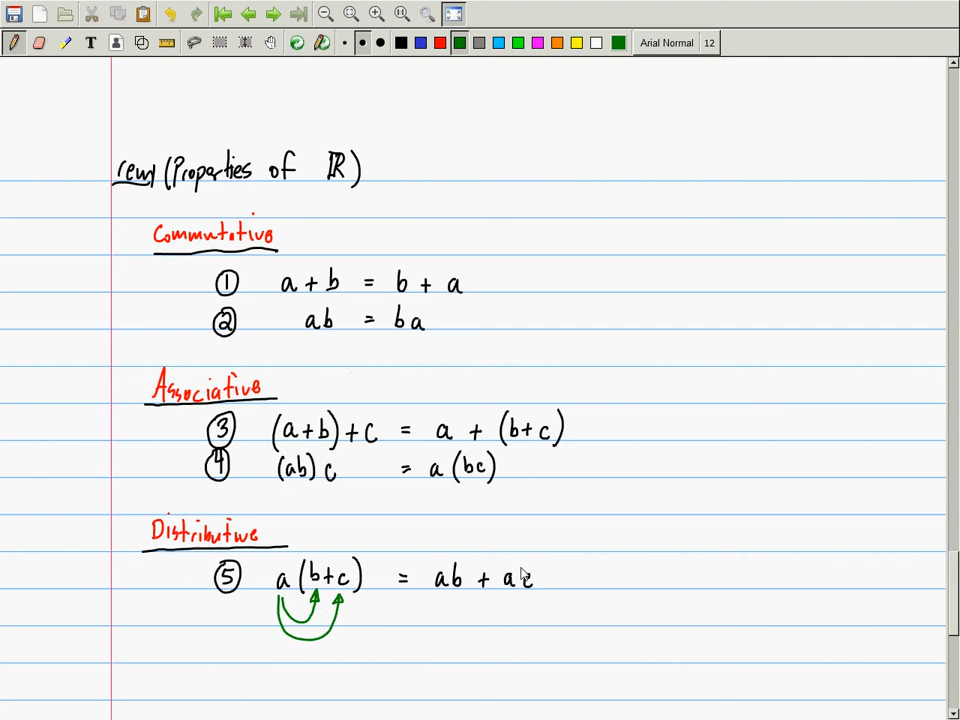 Arial Normal 12
rem (Properties of ℝ)
Commutative
① a + b = b + a
② ab = ba
Associative
③ (a+b)+c = a + (b+c)
④ (ab)c = a(bc)
Distributive
⑤ a(b+c) = ab + ac